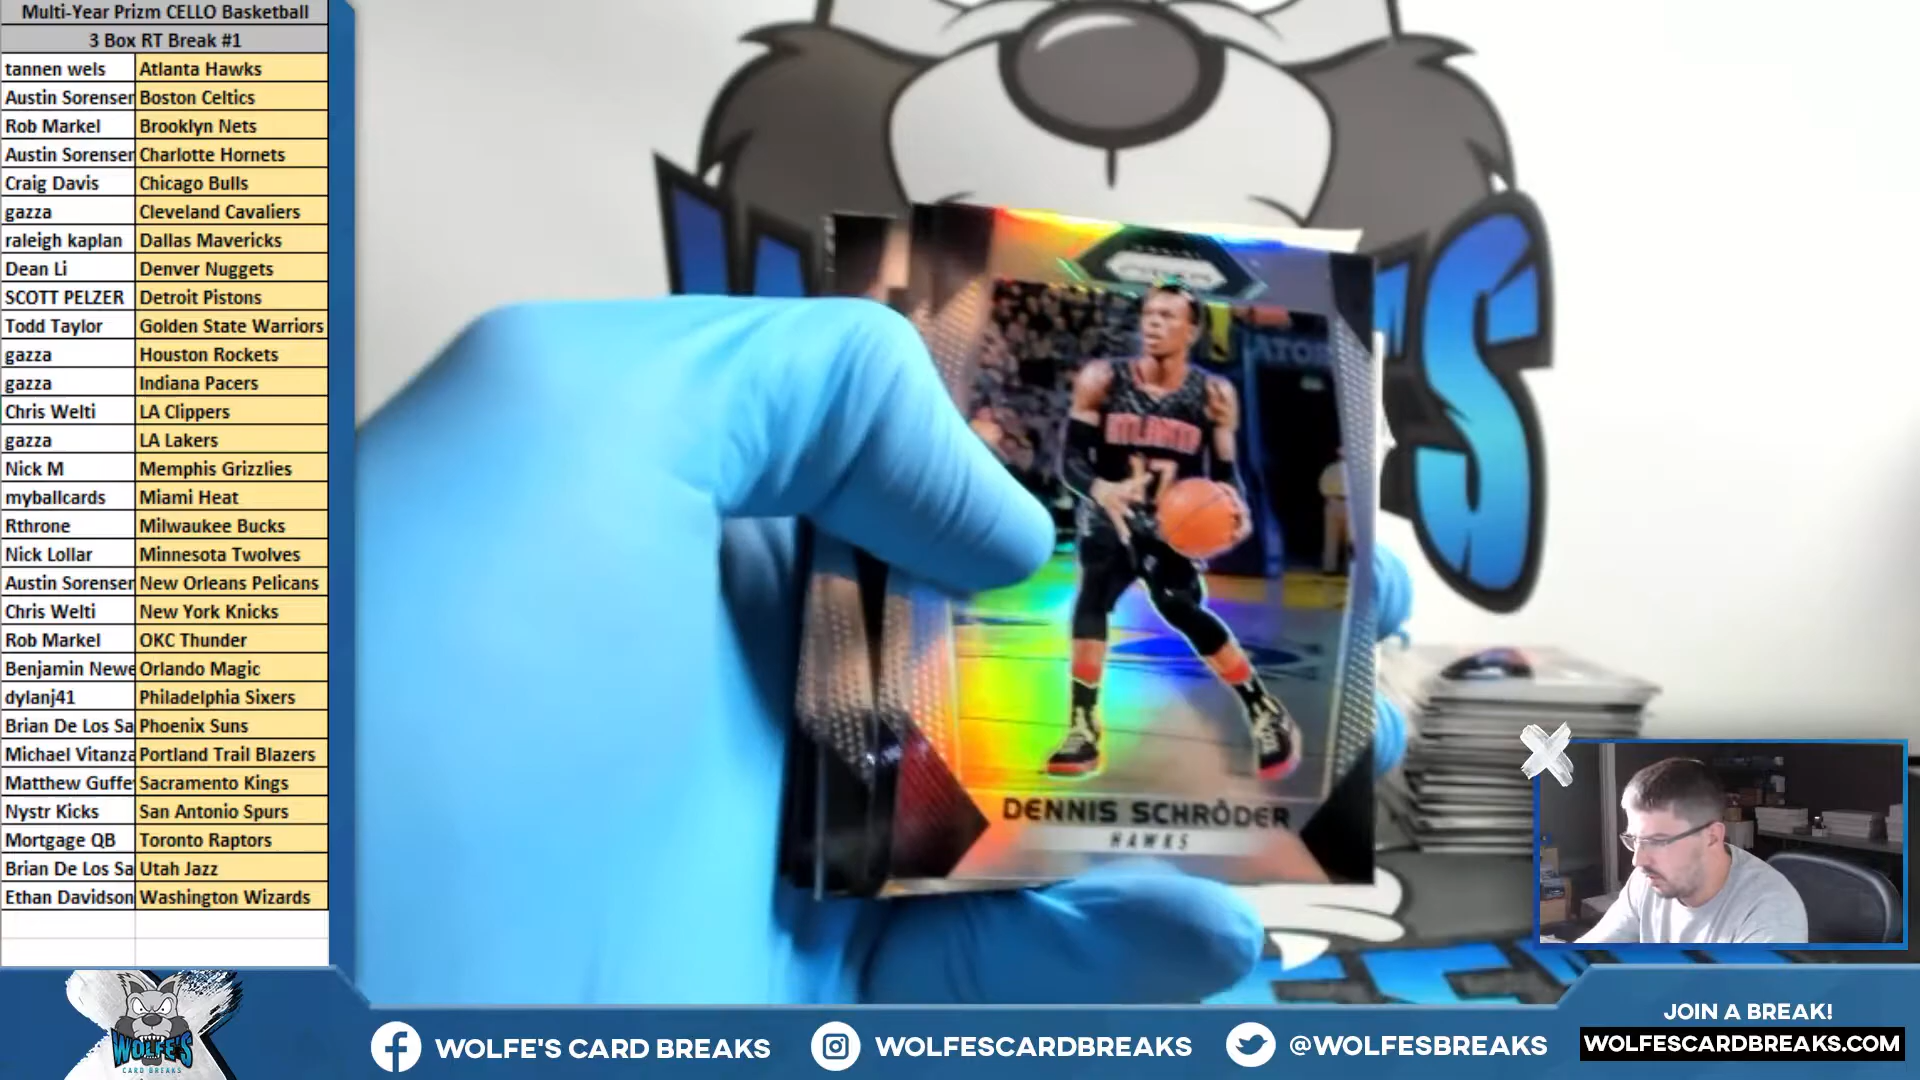 Multi-Year Prizm CELLO Basketball
3 Box RT Break #1
tannen wels Atlanta Hawks
Austin Sorenser Boston Celtics
Rob Markel Brooklyn Nets
Austin Sorenser Charlotte Hornets
Craig Davis Chicago Bulls
gazza Cleveland Cavaliers
raleigh kaplan Dallas Mavericks
Dean Li Denver Nuggets
SCOTT PELZER Detroit Pistons
Todd Taylor Golden State Warriors
gazza Houston Rockets
gazza Indiana Pacers
Chris Welti LA Clippers
gazza LA Lakers
Nick M Memphis Grizzlies
myballcards Miami Heat
Rthrone Milwaukee Bucks
Nick Lollar Minnesota Twolves
Austin Sorenser New Orleans Pelicans
Chris Welti New York Knicks
Rob Markel OKC Thunder
Benjamin Newe Orlando Magic
dylanj41 Philadelphia Sixers
Brian De Los Sa Phoenix Suns
Michael Vitanza Portland Trail Blazers
Matthew Guffe Sacramento Kings
Nystr Kicks San Antonio Spurs
Mortgage QB Toronto Raptors
Brian De Los Sa Utah Jazz
Ethan Davidson Washington Wizards
ATLANTA
17
DENNIS SCHRÖDER
HAWKS
WOLFE'S
CARD BREAKS
WOLFE'S CARD BREAKS
WOLFESCARDBREAKS
@WOLFESBREAKS
JOIN A BREAK!
WOLFESCARDBREAKS.COM